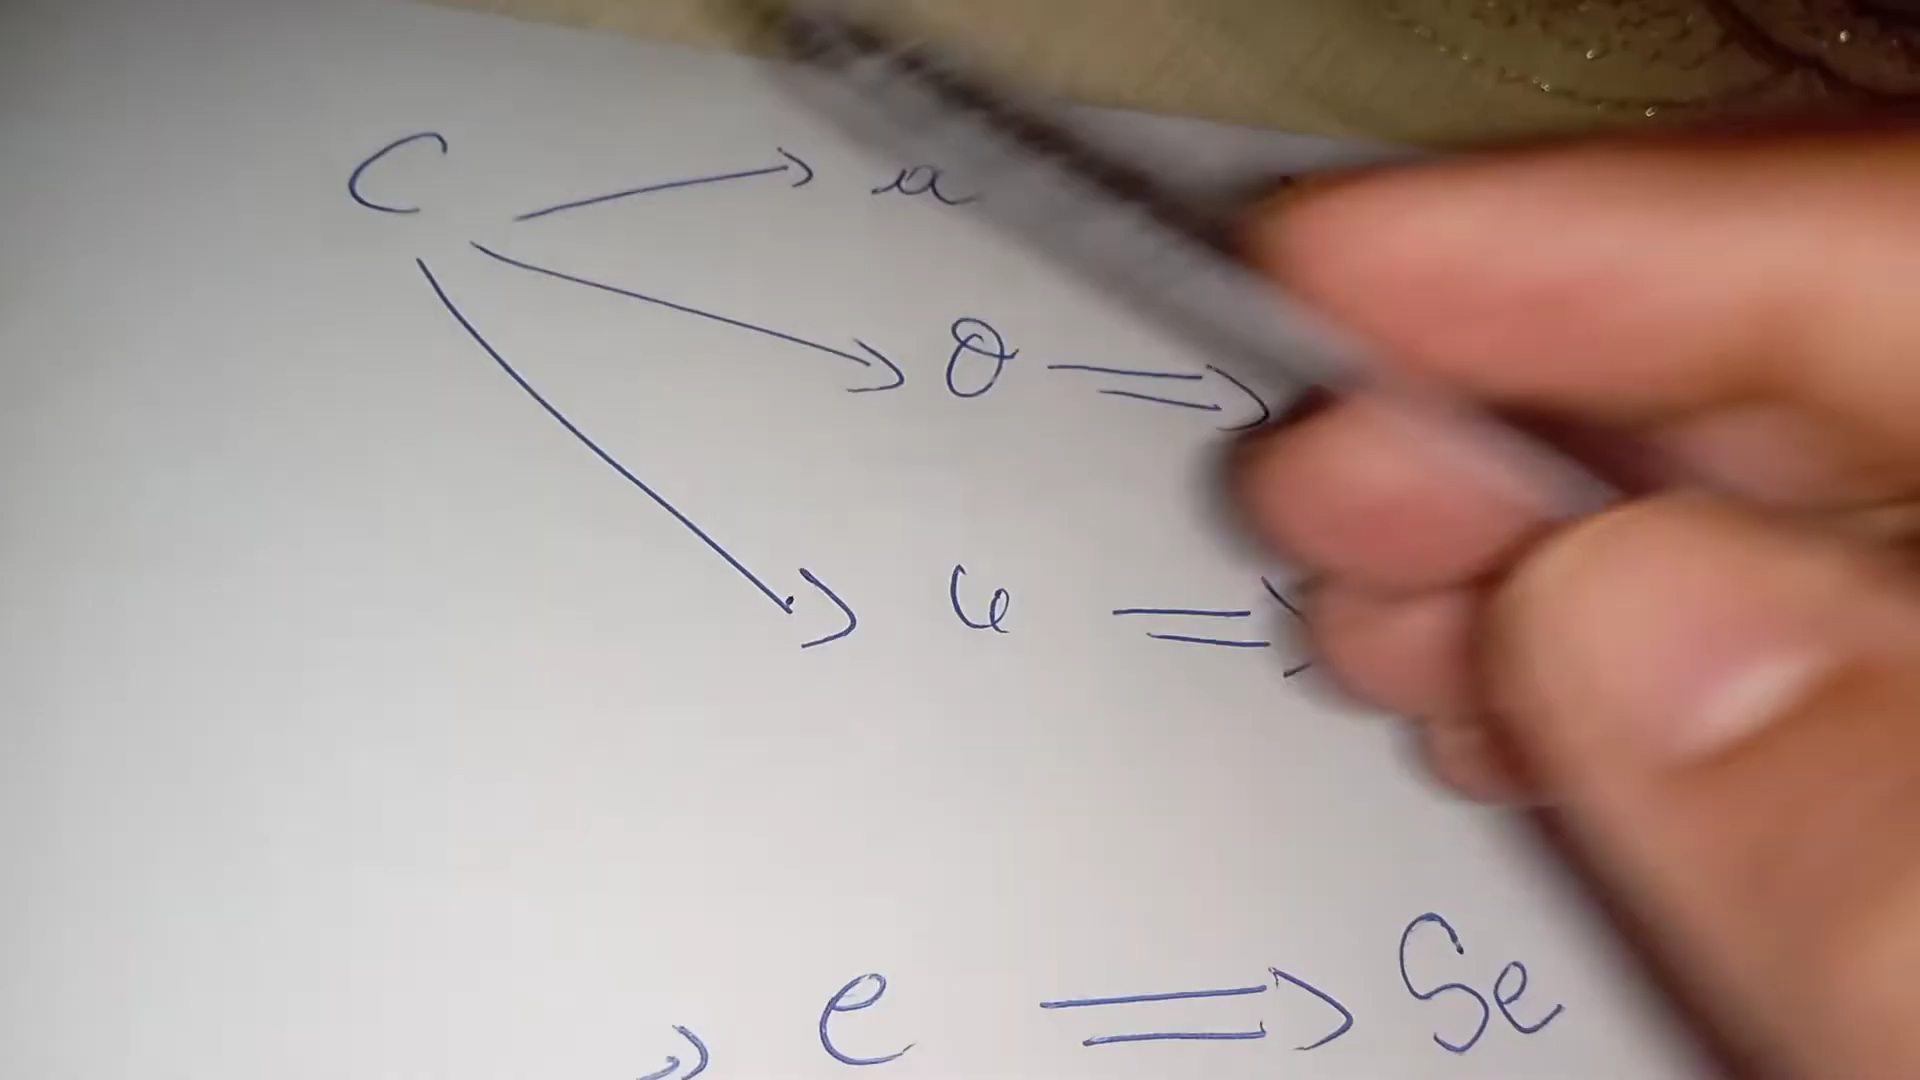 C → a
o ⇒
u ⇒
→ e ⇒ Se